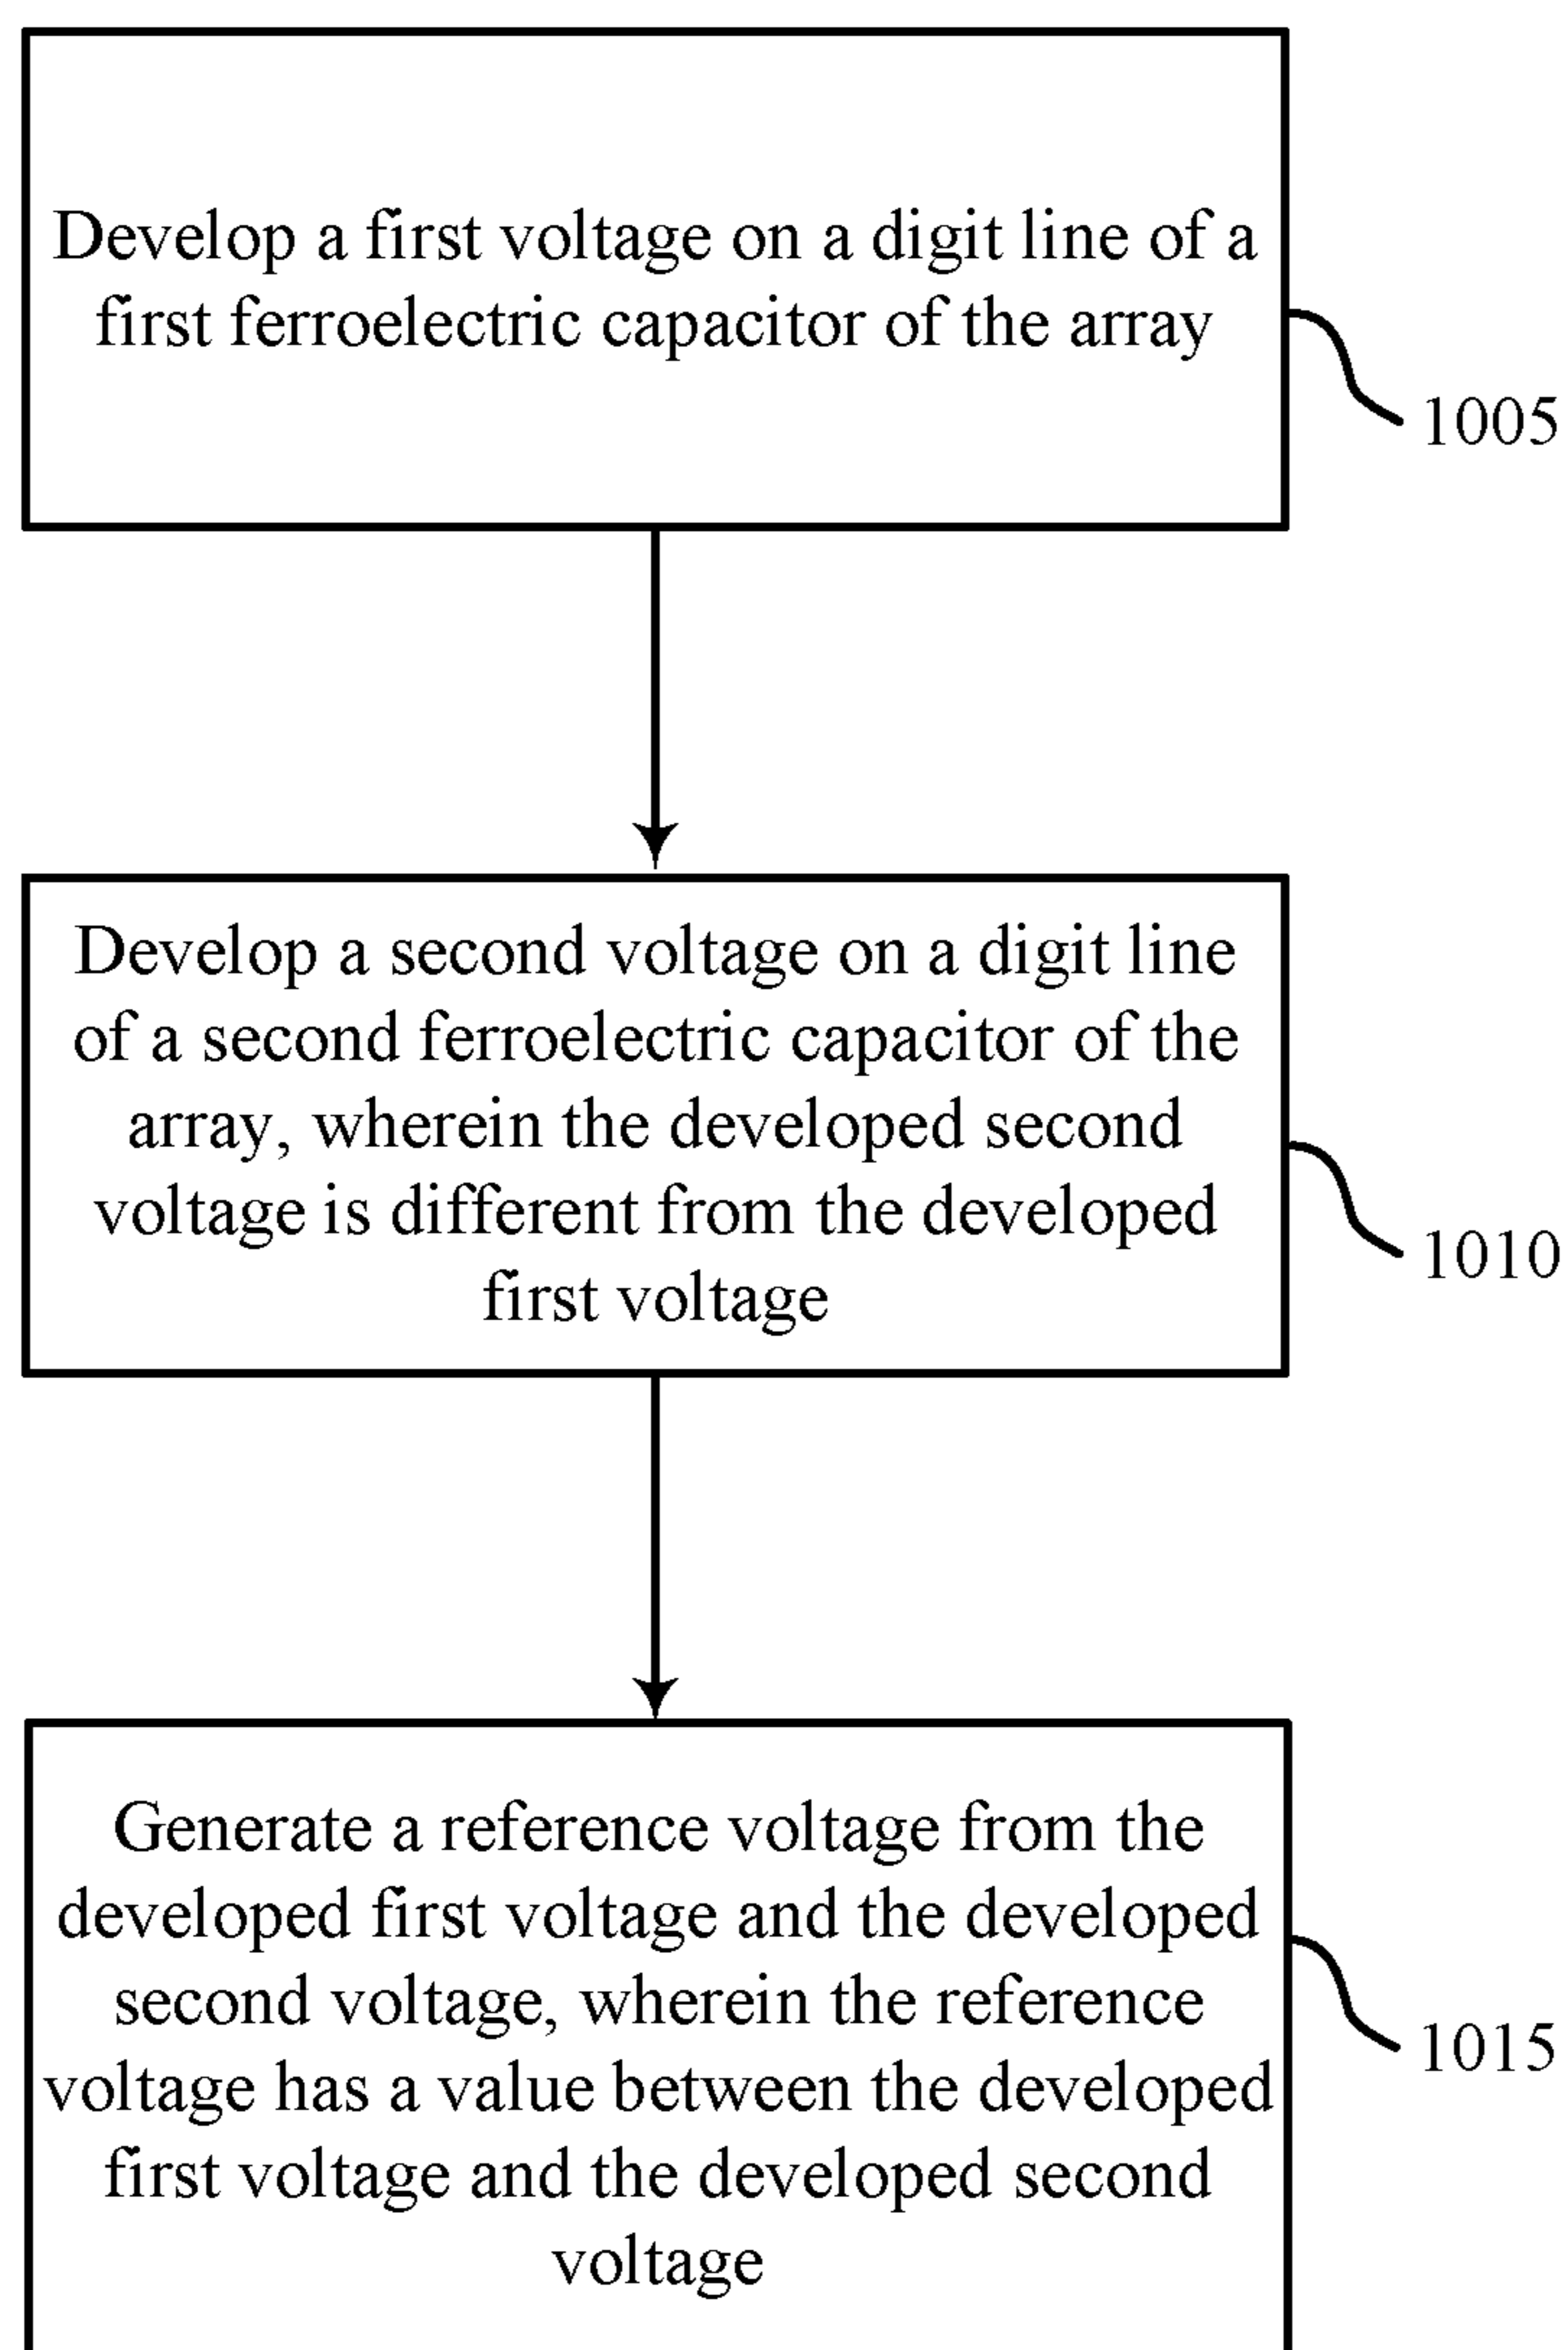 Develop a first voltage on a digit line of a
first ferroelectric capacitor of the array
1005
Develop a second voltage on a digit line
of a second ferroelectric capacitor of the
array, wherein the developed second
voltage is different from the developed
first voltage
1010
Generate a reference voltage from the
developed first voltage and the developed
second voltage, wherein the reference
voltage has a value between the developed
first voltage and the developed second
voltage
1015